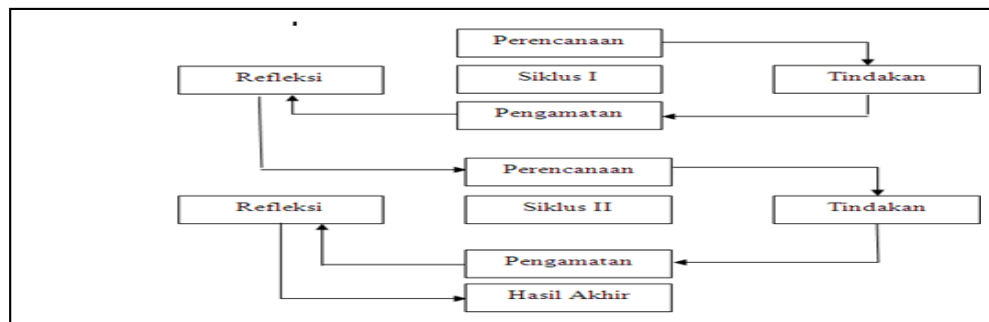 Perencanaan
Refleksi
Siklus I
Tindakan
Pengamatan
Perencanaan
Refleksi
Siklus II
Tindakan
Pengamatan
Hasil Akhir